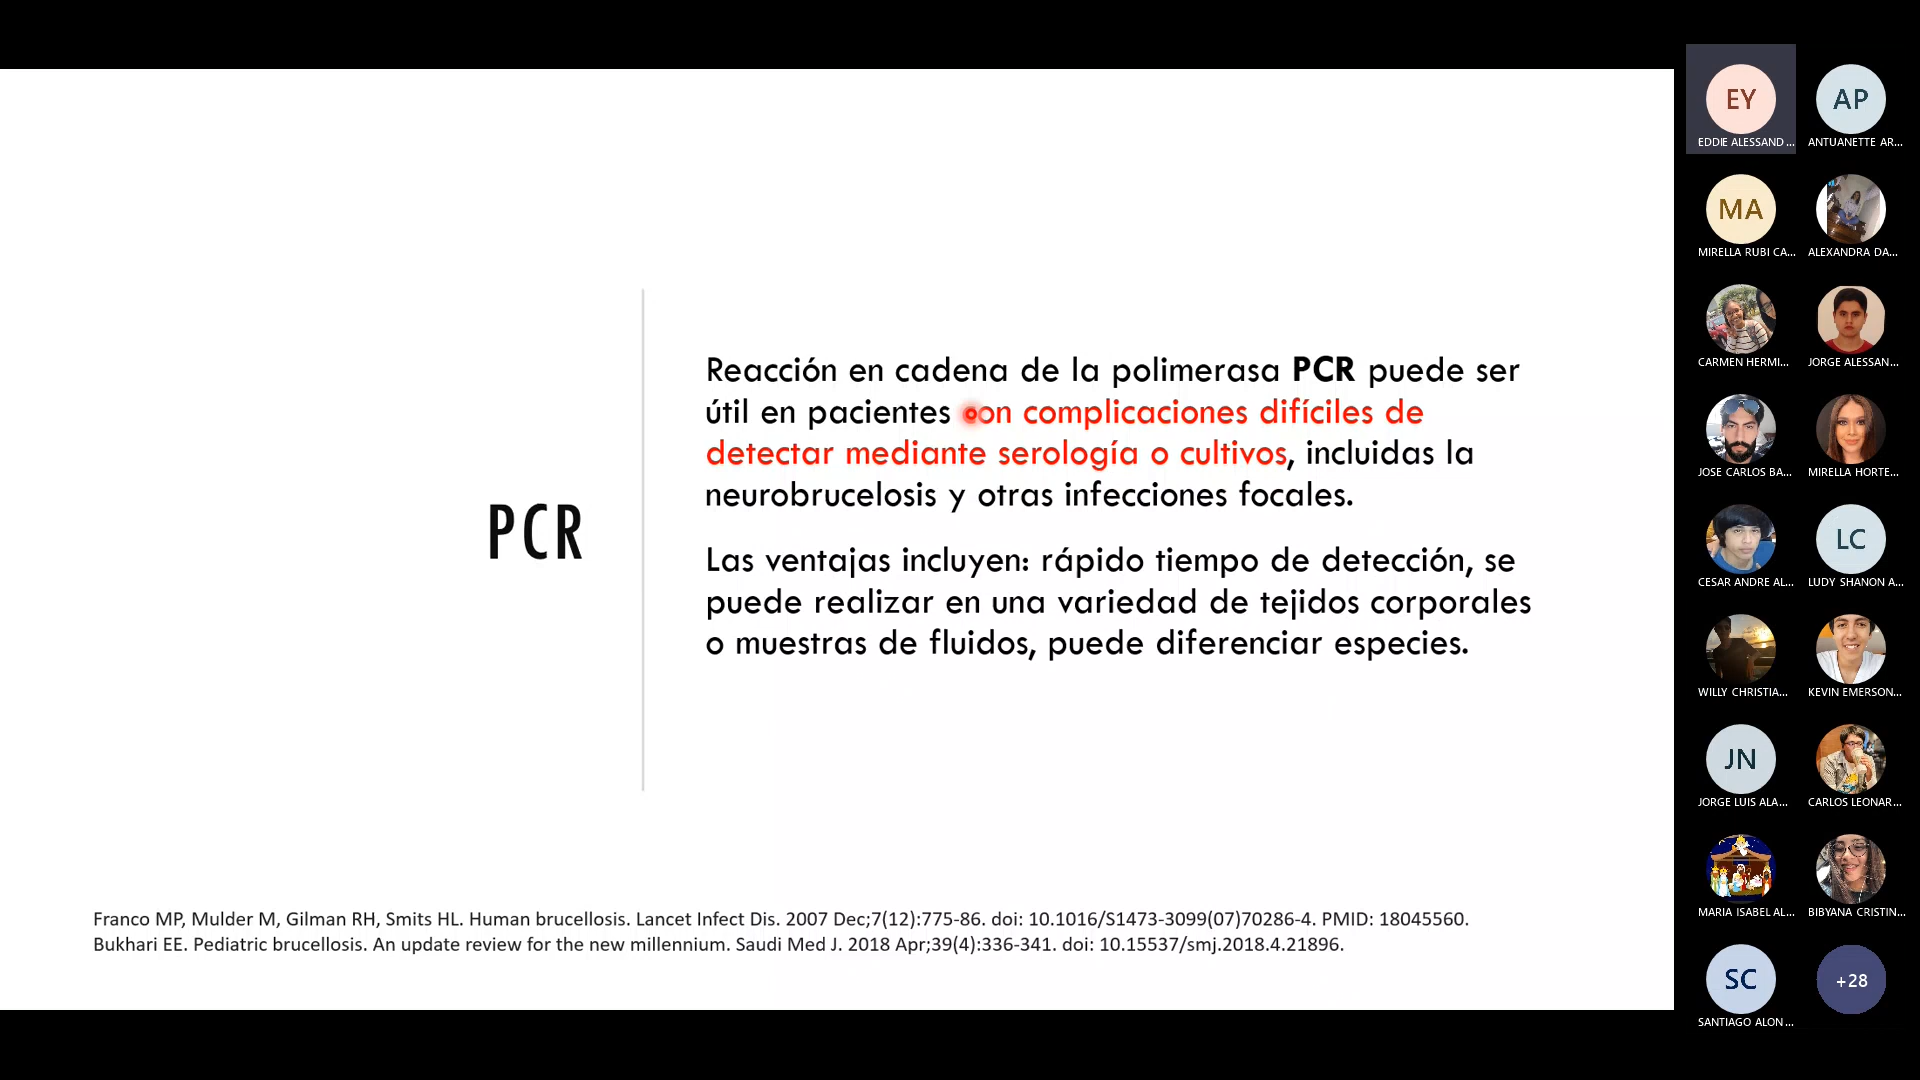 PCR
Reacción en cadena de la polimerasa PCR puede ser
útil en pacientes con complicaciones difíciles de
detectar mediante serología o cultivos, incluidas la
neurobrucelosis y otras infecciones focales.
Las ventajas incluyen: rápido tiempo de detección, se
puede realizar en una variedad de tejidos corporales
o muestras de fluidos, puede diferenciar especies.
Franco MP, Mulder M, Gilman RH, Smits HL. Human brucellosis. Lancet Infect Dis. 2007 Dec;7(12):775-86. doi: 10.1016/S1473-3099(07)70286-4. PMID: 18045560.
Bukhari EE. Pediatric brucellosis. An update review for the new millennium. Saudi Med J. 2018 Apr;39(4):336-341. doi: 10.15537/smj.2018.4.21896.
EY
EDDIE ALESSAND...
AP
ANTUANETTE AR...
MA
MIRELLA RUBI CA...
ALEXANDRA DA...
CARMEN HERMI...
JORGE ALESSAN...
JOSE CARLOS BA...
MIRELLA HORTE...
CESAR ANDRE AL...
LC
LUDY SHANON A...
WILLY CHRISTIA...
KEVIN EMERSON...
JN
JORGE LUIS ALA...
CARLOS LEONAR...
MARIA ISABEL AL...
BIBYANA CRISTIN...
SC
SANTIAGO ALON...
+28